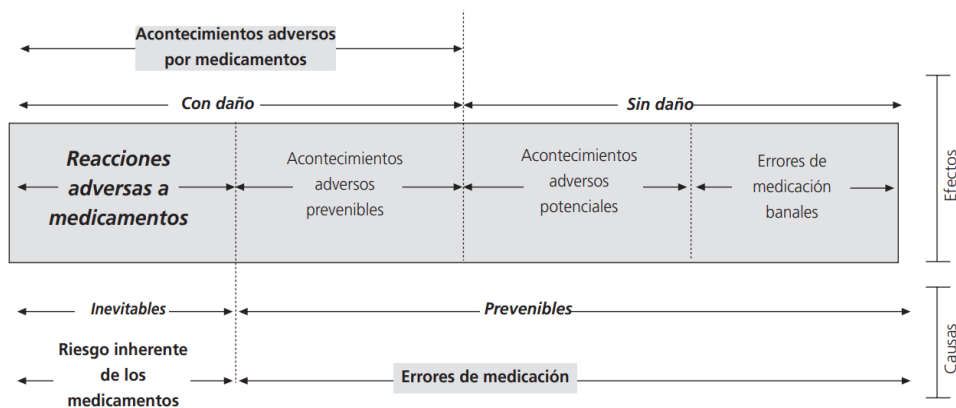 Acontecimientos adversos
por medicamentos
Con daño
Sin daño
Reacciones
adversas a
medicamentos
Acontecimientos
adversos
prevenibles
Acontecimientos
adversos
potenciales
Errores de
medicación
banales
Efectos
Inevitables
Prevenibles
Riesgo inherente
de los
medicamentos
Errores de medicación
Causas